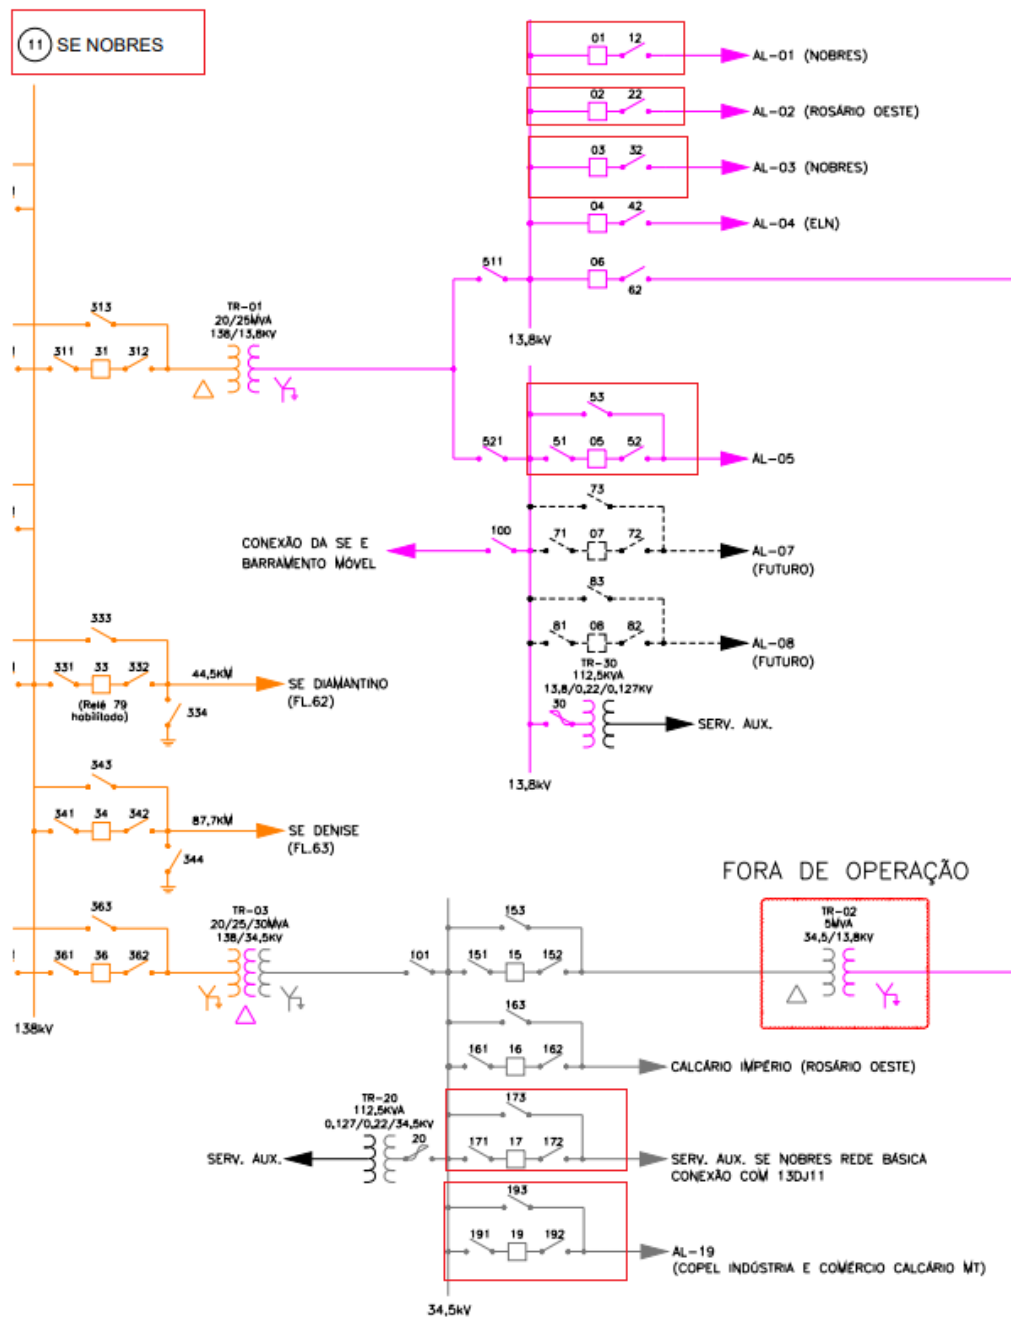 11 SE NOBRES
01 12
AL-01 (NOBRES)
02 22
AL-02 (ROSÁRIO OESTE)
03 32
AL-03 (NOBRES)
04 42
AL-04 (ELN)
511
06
62
13,8kV
313
TR-01
20/25MVA
138/13,8KV
311 31 312
53
521
51 05 52
AL-05
73
100
CONEXÃO DA SE E
BARRAMENTO MÓVEL
71 07 72
AL-07
(FUTURO)
83
81 08 82
AL-08
(FUTURO)
TR-30
112,5KVA
13,8/0,22/0,127KV
30
SERV. AUX.
13,8kV
333
331 33 332
44,5KM
(Relé 79
habilitado)
334
SE DIAMANTINO
(FL.62)
343
341 34 342
87,7KM
344
SE DENISE
(FL.63)
FORA DE OPERAÇÃO
363
TR-03
20/25/30MVA
138/34,5KV
361 36 362
101
153
151 15 152
TR-02
5MVA
34,5/13,8KV
138kV
163
161 16 162
CALCÁRIO IMPÉRIO (ROSÁRIO OESTE)
TR-20
112,5KVA
0,127/0,22/34,5KV
20
SERV. AUX.
173
171 17 172
SERV. AUX. SE NOBRES REDE BÁSICA
CONEXÃO COM 13DJ11
193
191 19 192
AL-19
(COPEL INDÚSTRIA E COMÉRCIO CALCÁRIO MT)
34,5kV